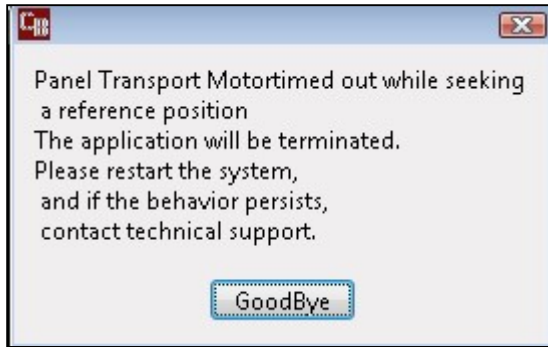 Panel Transport Motortimed out while seeking
a reference position
The application will be terminated.
Please restart the system,
and if the behavior persists,
contact technical support.
GoodBye